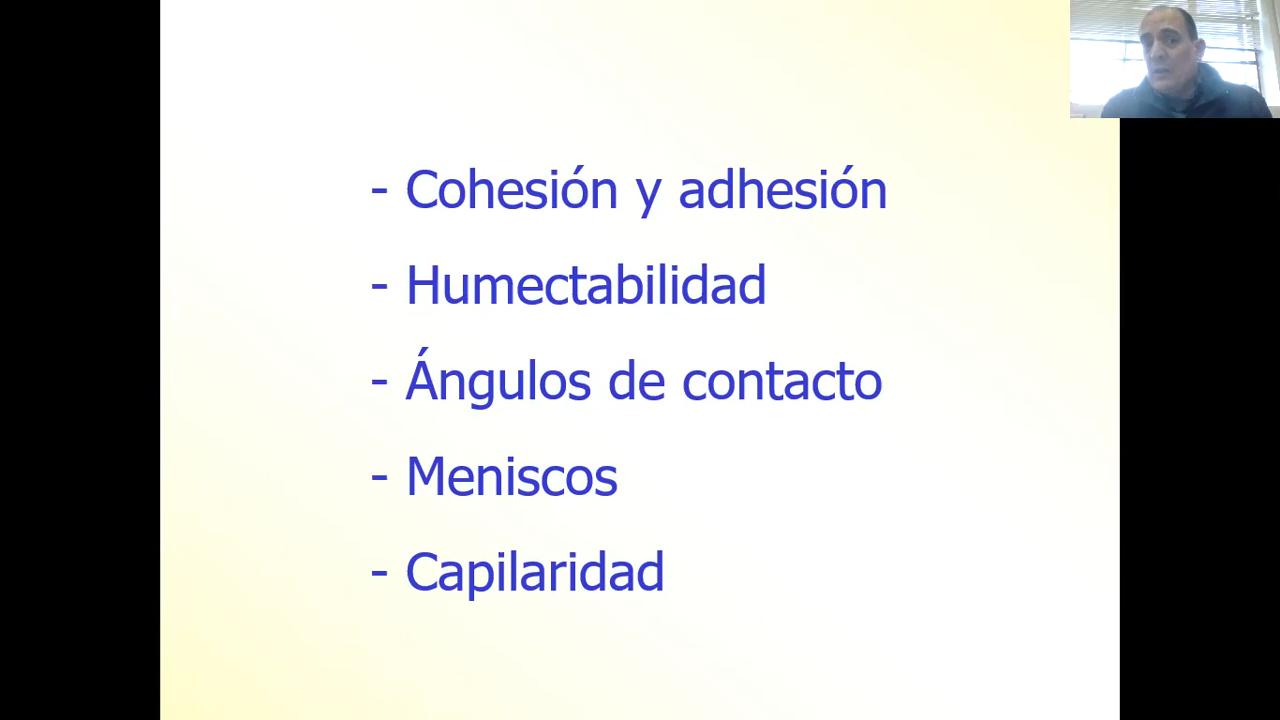 - Cohesión y adhesión
- Humectabilidad
- Ángulos de contacto
- Meniscos
- Capilaridad